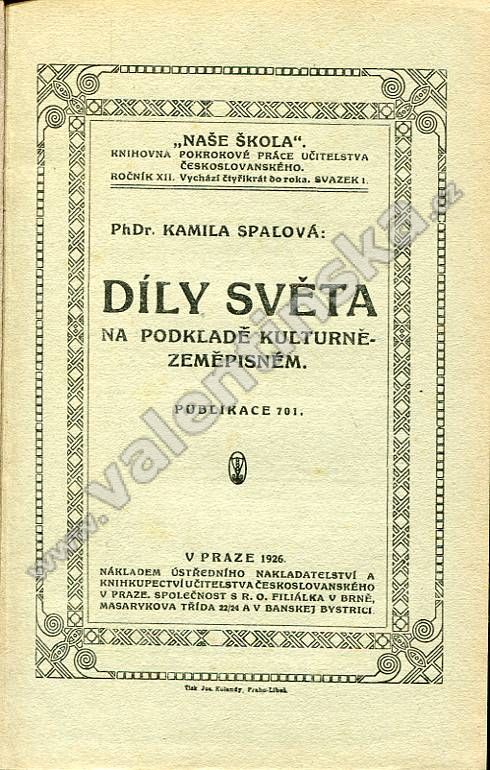 „NAŠE ŠKOLA“.
KNIHOVNA POKROKOVÉ PRÁCE UČITELSTVA
ČESKOSLOVANSKÉHO.
ROČNÍK XII. Vychází čtyřikrát do roka. SVAZEK 1.
PhDr. KAMILA SPALOVÁ:
DÍLY SVĚTA
NA PODKLADĚ KULTURNĚ-
ZEMĚPISNÉM.
PUBLIKACE 701.
V PRAZE 1926.
NÁKLADEM ÚSTŘEDNÍHO NAKLADATELSTVÍ A
KNIHKUPECTVÍ UČITELSTVA ČESKOSLOVANSKÉHO
V PRAZE. SPOLEČNOST S R. O. FILIÁLKA V BRNĚ,
MASARYKOVA TŘÍDA 22/24 A V BANSKEJ BYSTRICI.
Tisk Jos. Kulandy, Praha-Libeň.
www.valentinska.cz